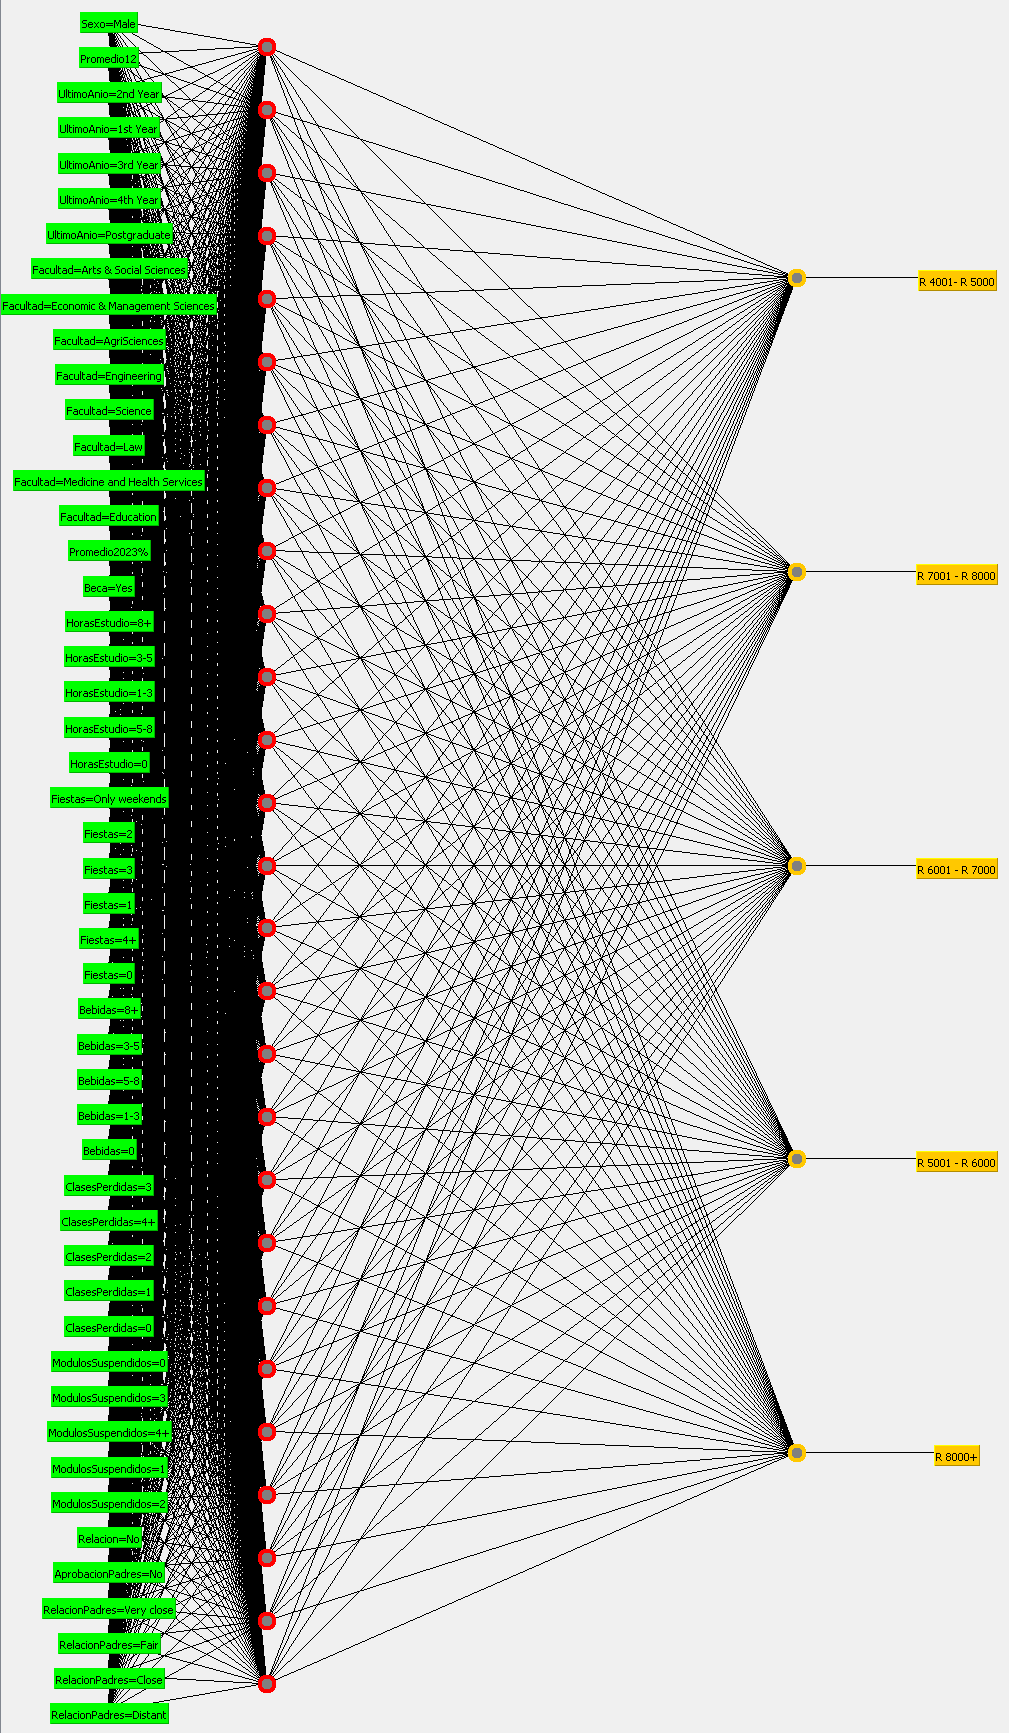 Sexo=Male
Promedio12
UltimoAnio=2nd Year
UltimoAnio=1st Year
UltimoAnio=3rd Year
UltimoAnio=4th Year
UltimoAnio=Postgraduate
Facultad=Arts & Social Sciences
Facultad=Economic & Management Sciences
Facultad=AgriSciences
Facultad=Engineering
Facultad=Science
Facultad=Law
Facultad=Medicine and Health Services
Facultad=Education
Promedio2023%
Beca=Yes
HorasEstudio=8+
HorasEstudio=3-5
HorasEstudio=1-3
HorasEstudio=5-8
HorasEstudio=0
Fiestas=Only weekends
Fiestas=2
Fiestas=3
Fiestas=1
Fiestas=4+
Fiestas=0
Bebidas=8+
Bebidas=3-5
Bebidas=5-8
Bebidas=1-3
Bebidas=0
ClasesPerdidas=3
ClasesPerdidas=4+
ClasesPerdidas=2
ClasesPerdidas=1
ClasesPerdidas=0
ModulosSuspendidos=0
ModulosSuspendidos=3
ModulosSuspendidos=4+
ModulosSuspendidos=1
ModulosSuspendidos=2
Relacion=No
AprobacionPadres=No
RelacionPadres=Very close
RelacionPadres=Fair
RelacionPadres=Close
RelacionPadres=Distant
R 4001- R 5000
R 7001 - R 8000
R 6001 - R 7000
R 5001 - R 6000
R 8000+